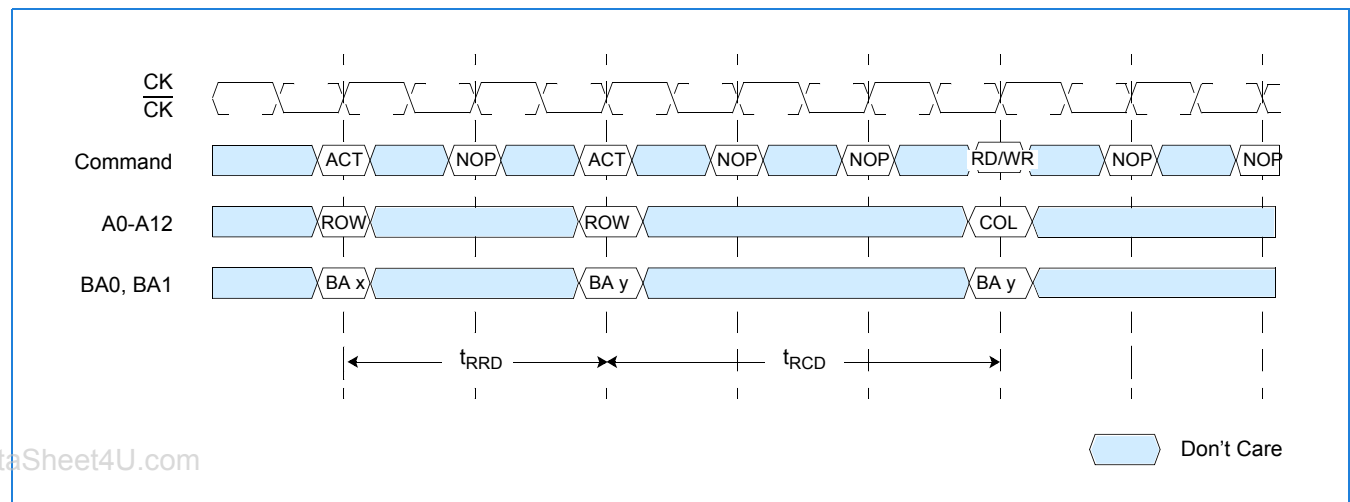 CK
CK
Command ACT NOP ACT NOP NOP RD/WR NOP NOP
A0-A12 ROW ROW COL
BA0, BA1 BA x BA y BA y
tRRD tRCD
Don't Care
taSheet4U.com